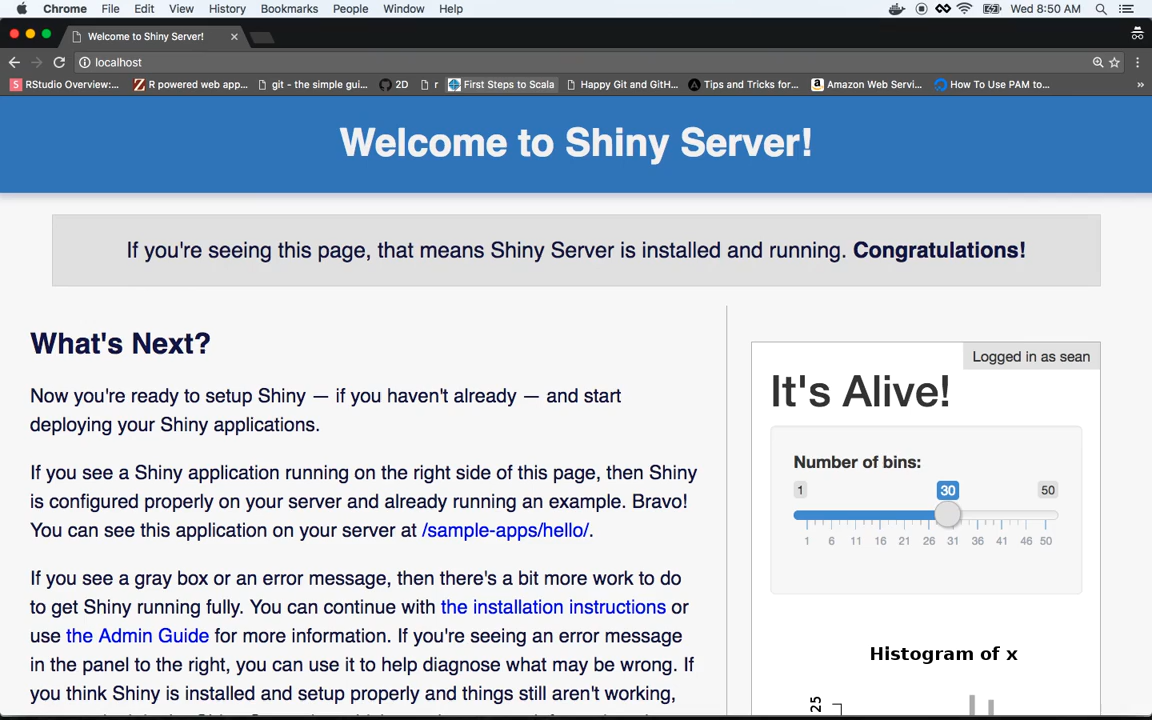 Chrome File Edit View History Bookmarks People Window Help Wed 8:50 AM
Welcome to Shiny Server!
localhost
RStudio Overview:... R powered web app... git - the simple gui... 2D r First Steps to Scala Happy Git and GitH... Tips and Tricks for... Amazon Web Servi... How To Use PAM to... »
Welcome to Shiny Server!
If you're seeing this page, that means Shiny Server is installed and running. Congratulations!
What's Next?
Now you're ready to setup Shiny — if you haven't already — and start
deploying your Shiny applications.
If you see a Shiny application running on the right side of this page, then Shiny
is configured properly on your server and already running an example. Bravo!
You can see this application on your server at /sample-apps/hello/.
If you see a gray box or an error message, then there's a bit more work to do
to get Shiny running fully. You can continue with the installation instructions or
use the Admin Guide for more information. If you're seeing an error message
in the panel to the right, you can use it to help diagnose what may be wrong. If
you think Shiny is installed and setup properly and things still aren't working,
Logged in as sean
It's Alive!
Number of bins:
1 30 50
1 6 11 16 21 26 31 36 41 46 50
Histogram of x
25